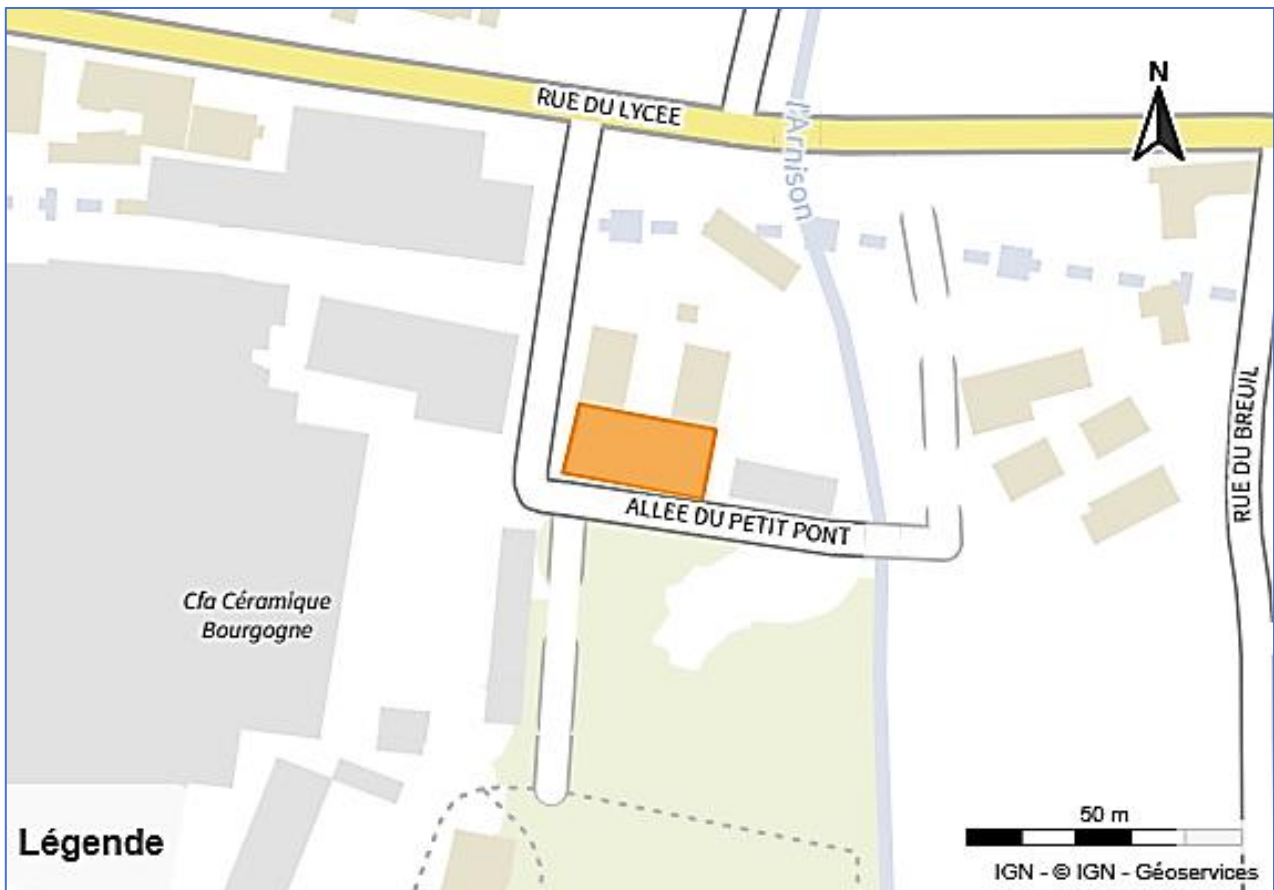 RUE DU LYCEE
N
l'Arnison
RUE DU BREUIL
ALLEE DU PETIT PONT
Cfa Céramique
Bourgogne
Légende
50 m
IGN - © IGN - Géoservices